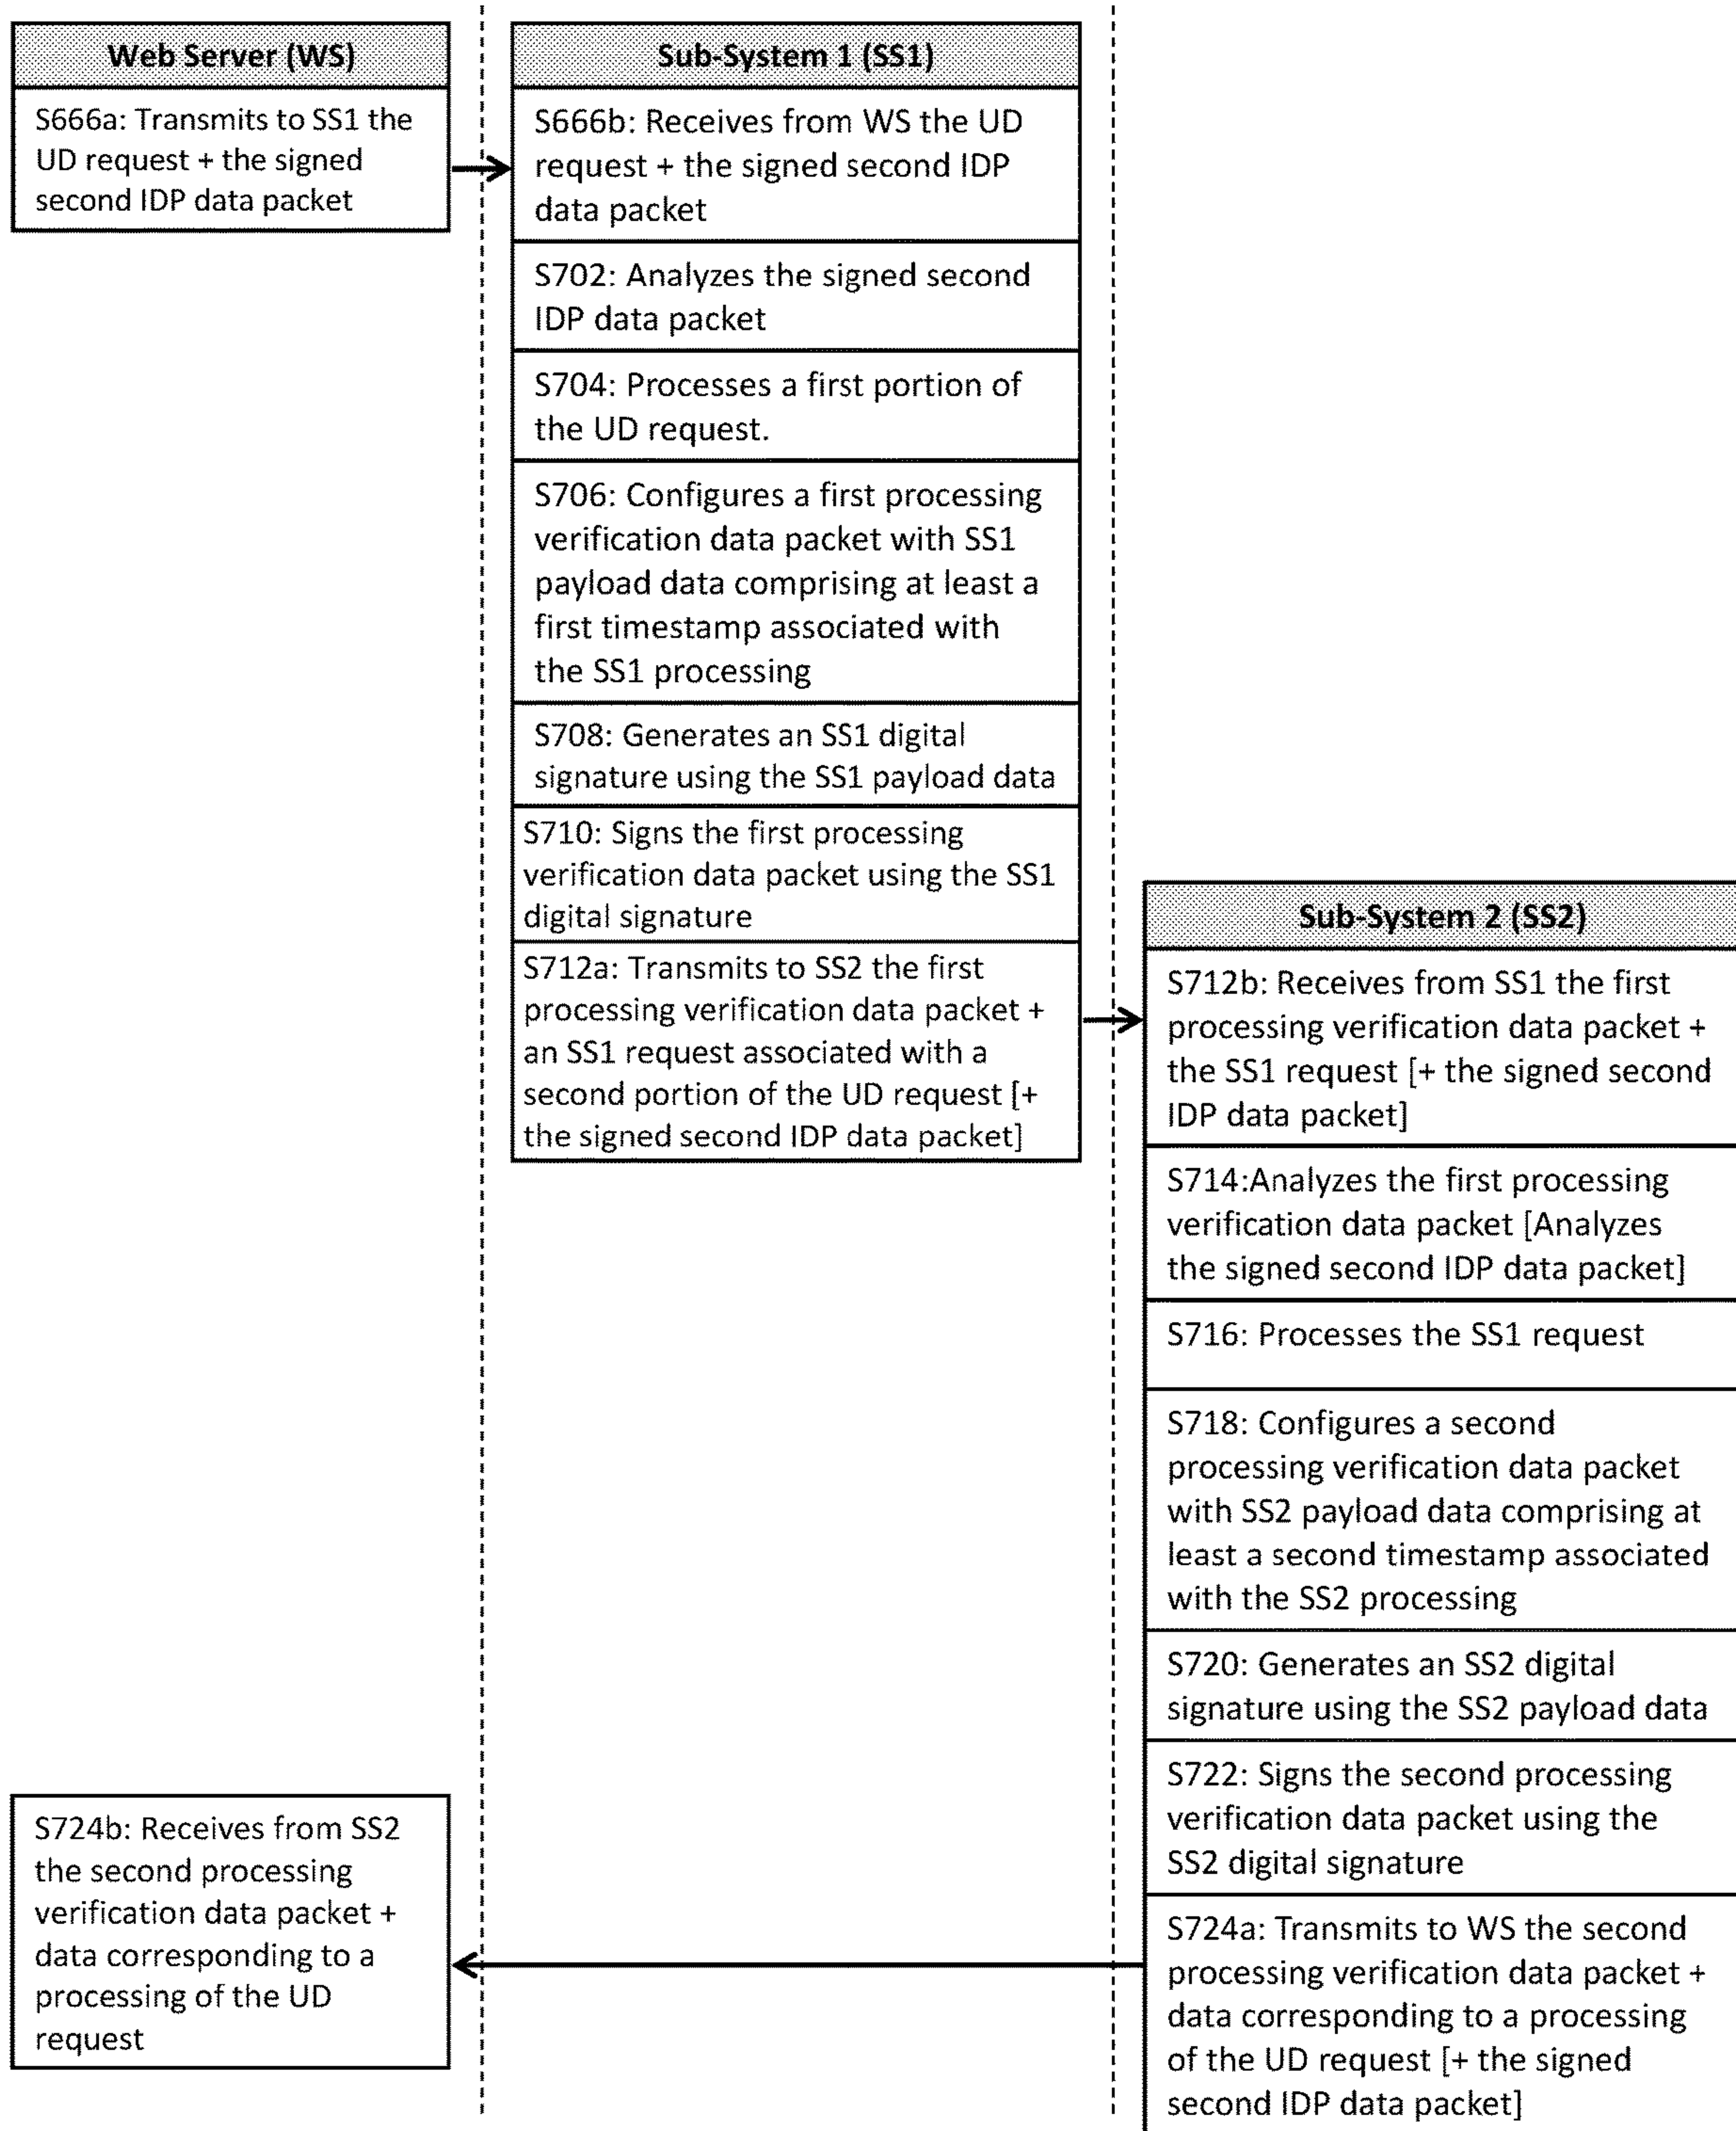 Web Server (WS)
S666a: Transmits to SS1 the
UD request + the signed
second IDP data packet
Sub-System 1 (SS1)
S666b: Receives from WS the UD
request + the signed second IDP
data packet
S702: Analyzes the signed second
IDP data packet
S704: Processes a first portion of
the UD request.
S706: Configures a first processing
verification data packet with SS1
payload data comprising at least a
first timestamp associated with
the SS1 processing
S708: Generates an SS1 digital
signature using the SS1 payload data
S710: Signs the first processing
verification data packet using the SS1
digital signature
S712a: Transmits to SS2 the first
processing verification data packet +
an SS1 request associated with a
second portion of the UD request [+
the signed second IDP data packet]
Sub-System 2 (SS2)
S712b: Receives from SS1 the first
processing verification data packet +
the SS1 request [+ the signed second
IDP data packet]
S714:Analyzes the first processing
verification data packet [Analyzes
the signed second IDP data packet]
S716: Processes the SS1 request
S718: Configures a second
processing verification data packet
with SS2 payload data comprising at
least a second timestamp associated
with the SS2 processing
S720: Generates an SS2 digital
signature using the SS2 payload data
S722: Signs the second processing
verification data packet using the
SS2 digital signature
S724a: Transmits to WS the second
processing verification data packet +
data corresponding to a processing
of the UD request [+ the signed
second IDP data packet]
S724b: Receives from SS2
the second processing
verification data packet +
data corresponding to a
processing of the UD
request